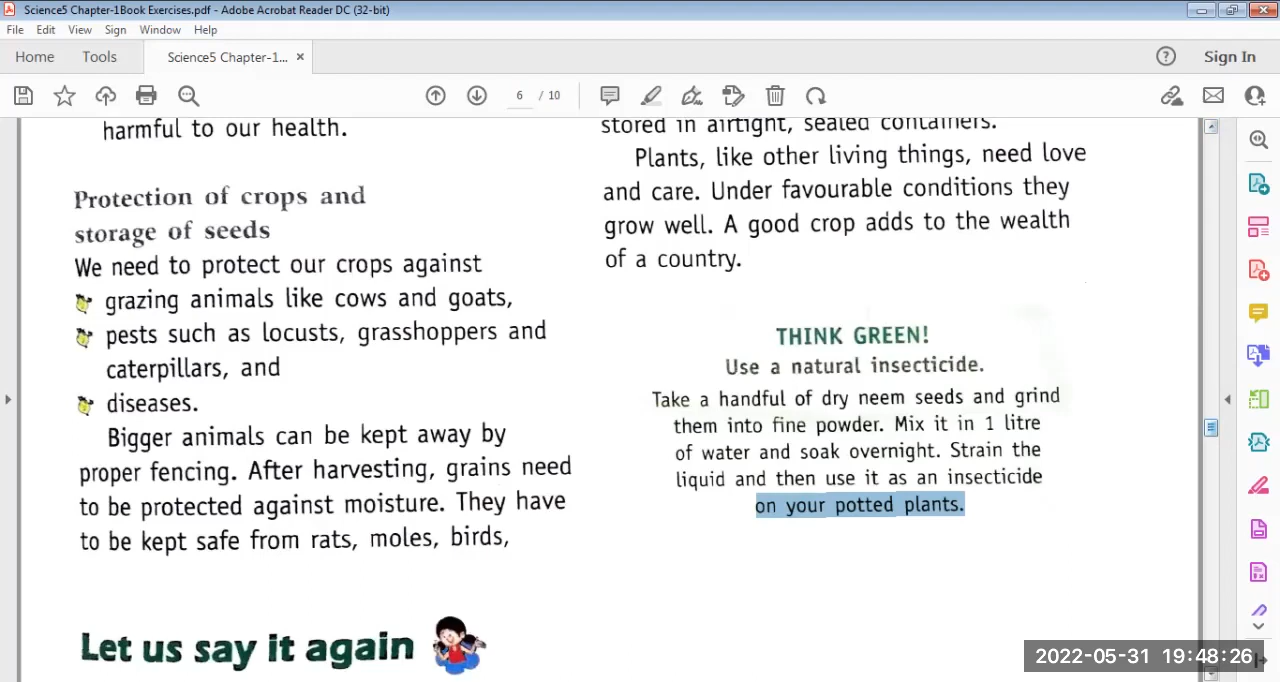 Science5 Chapter-1Book Exercises.pdf - Adobe Acrobat Reader DC (32-bit)
File Edit View Sign Window Help
Home Tools Science5 Chapter-1... × Sign In
6 / 10
harmful to our health.
Protection of crops and
storage of seeds
We need to protect our crops against
grazing animals like cows and goats,
pests such as locusts, grasshoppers and
caterpillars, and
diseases.
Bigger animals can be kept away by
proper fencing. After harvesting, grains need
to be protected against moisture. They have
to be kept safe from rats, moles, birds,
stored in airtight, sealed containers.
Plants, like other living things, need love
and care. Under favourable conditions they
grow well. A good crop adds to the wealth
of a country.
THINK GREEN!
Use a natural insecticide.
Take a handful of dry neem seeds and grind
them into fine powder. Mix it in 1 litre
of water and soak overnight. Strain the
liquid and then use it as an insecticide
on your potted plants.
Let us say it again
2022-05-31 19:48:26